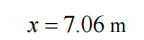 x = 7.06 m